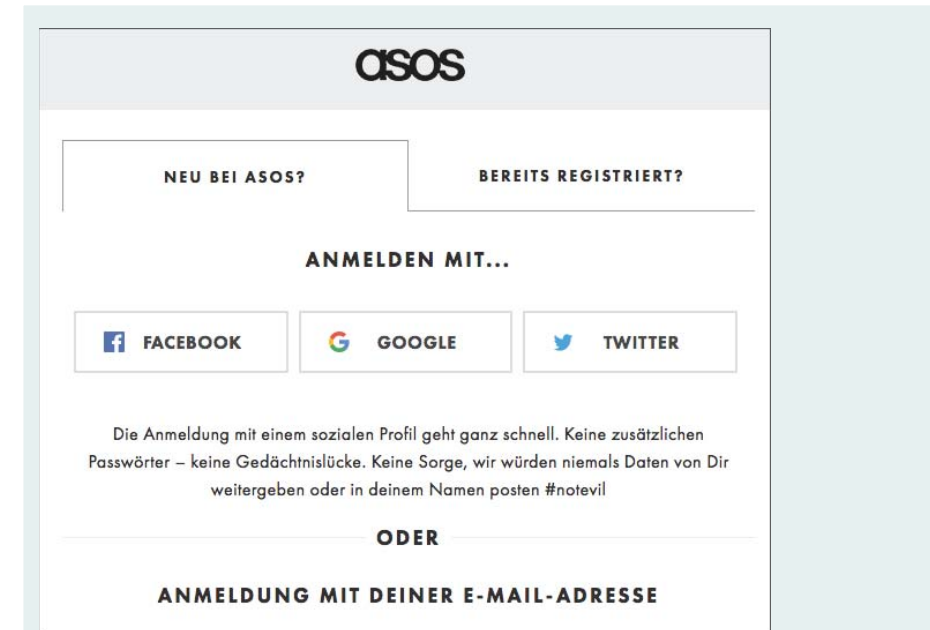 asos
NEU BEI ASOS?
BEREITS REGISTRIERT?
ANMELDEN MIT...
FACEBOOK
GOOGLE
TWITTER
Die Anmeldung mit einem sozialen Profil geht ganz schnell. Keine zusätzlichen
Passwörter – keine Gedächtnislücke. Keine Sorge, wir würden niemals Daten von Dir
weitergeben oder in deinem Namen posten #notevil
ODER
ANMELDUNG MIT DEINER E-MAIL-ADRESSE